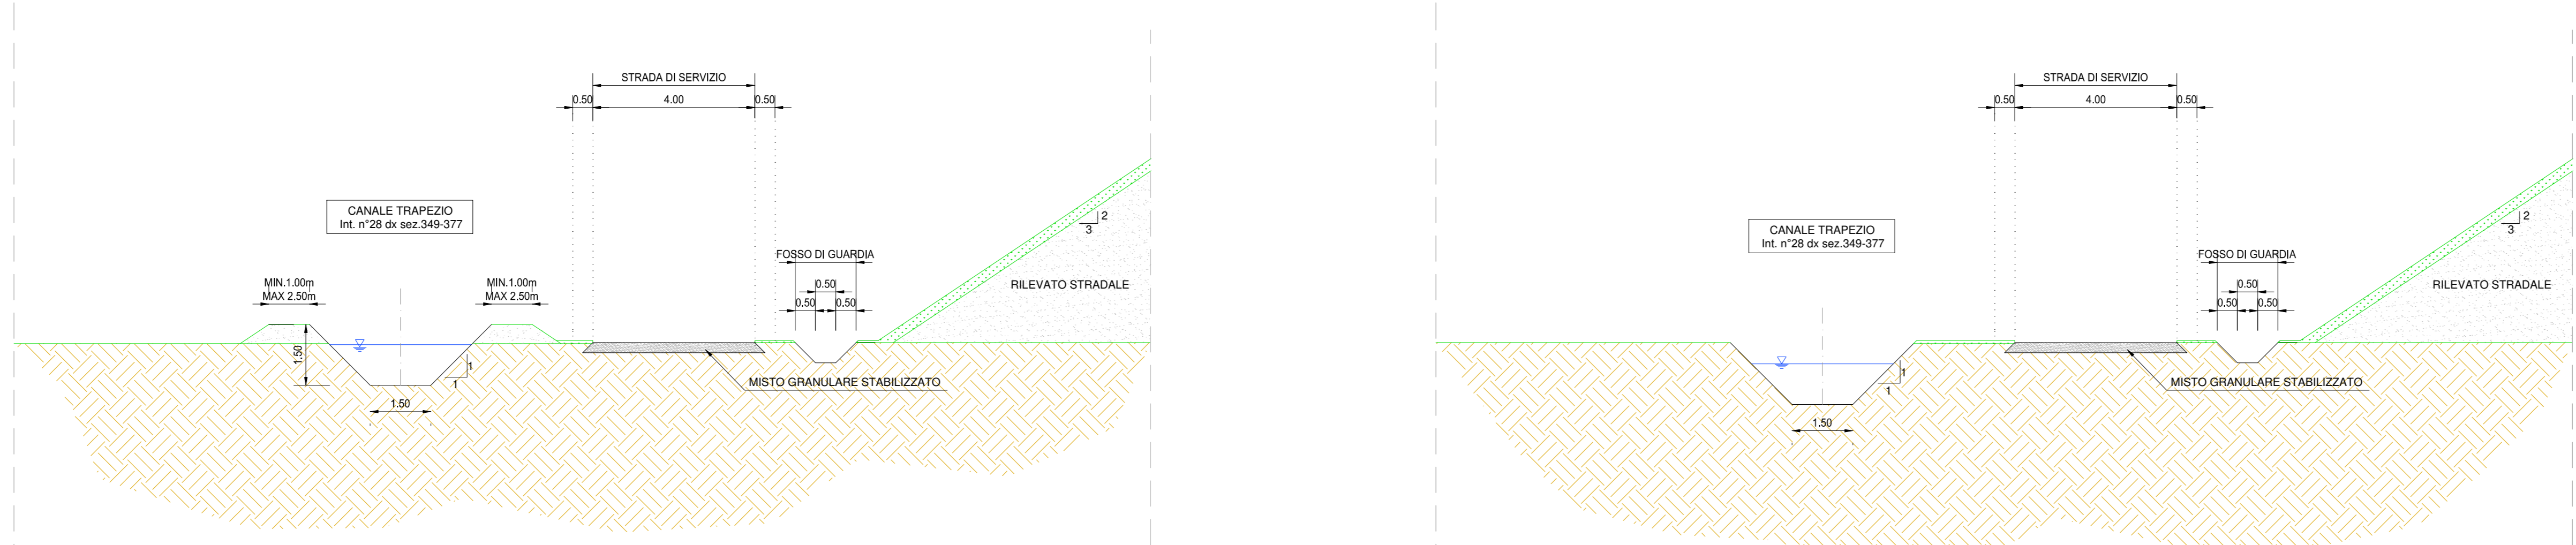 STRADA DI SERVIZIO
0.50
4.00
0.50
CANALE TRAPEZIO
Int. n°28 dx sez.349-377
MIN.1.00m
MAX 2.50m
MIN.1.00m
MAX 2.50m
1.50
1
1
1.50
FOSSO DI GUARDIA
0.50
0.50
0.50
2
3
RILEVATO STRADALE
MISTO GRANULARE STABILIZZATO
STRADA DI SERVIZIO
0.50
4.00
0.50
CANALE TRAPEZIO
Int. n°28 dx sez.349-377
1
1
1.50
FOSSO DI GUARDIA
0.50
0.50
0.50
2
3
RILEVATO STRADALE
MISTO GRANULARE STABILIZZATO